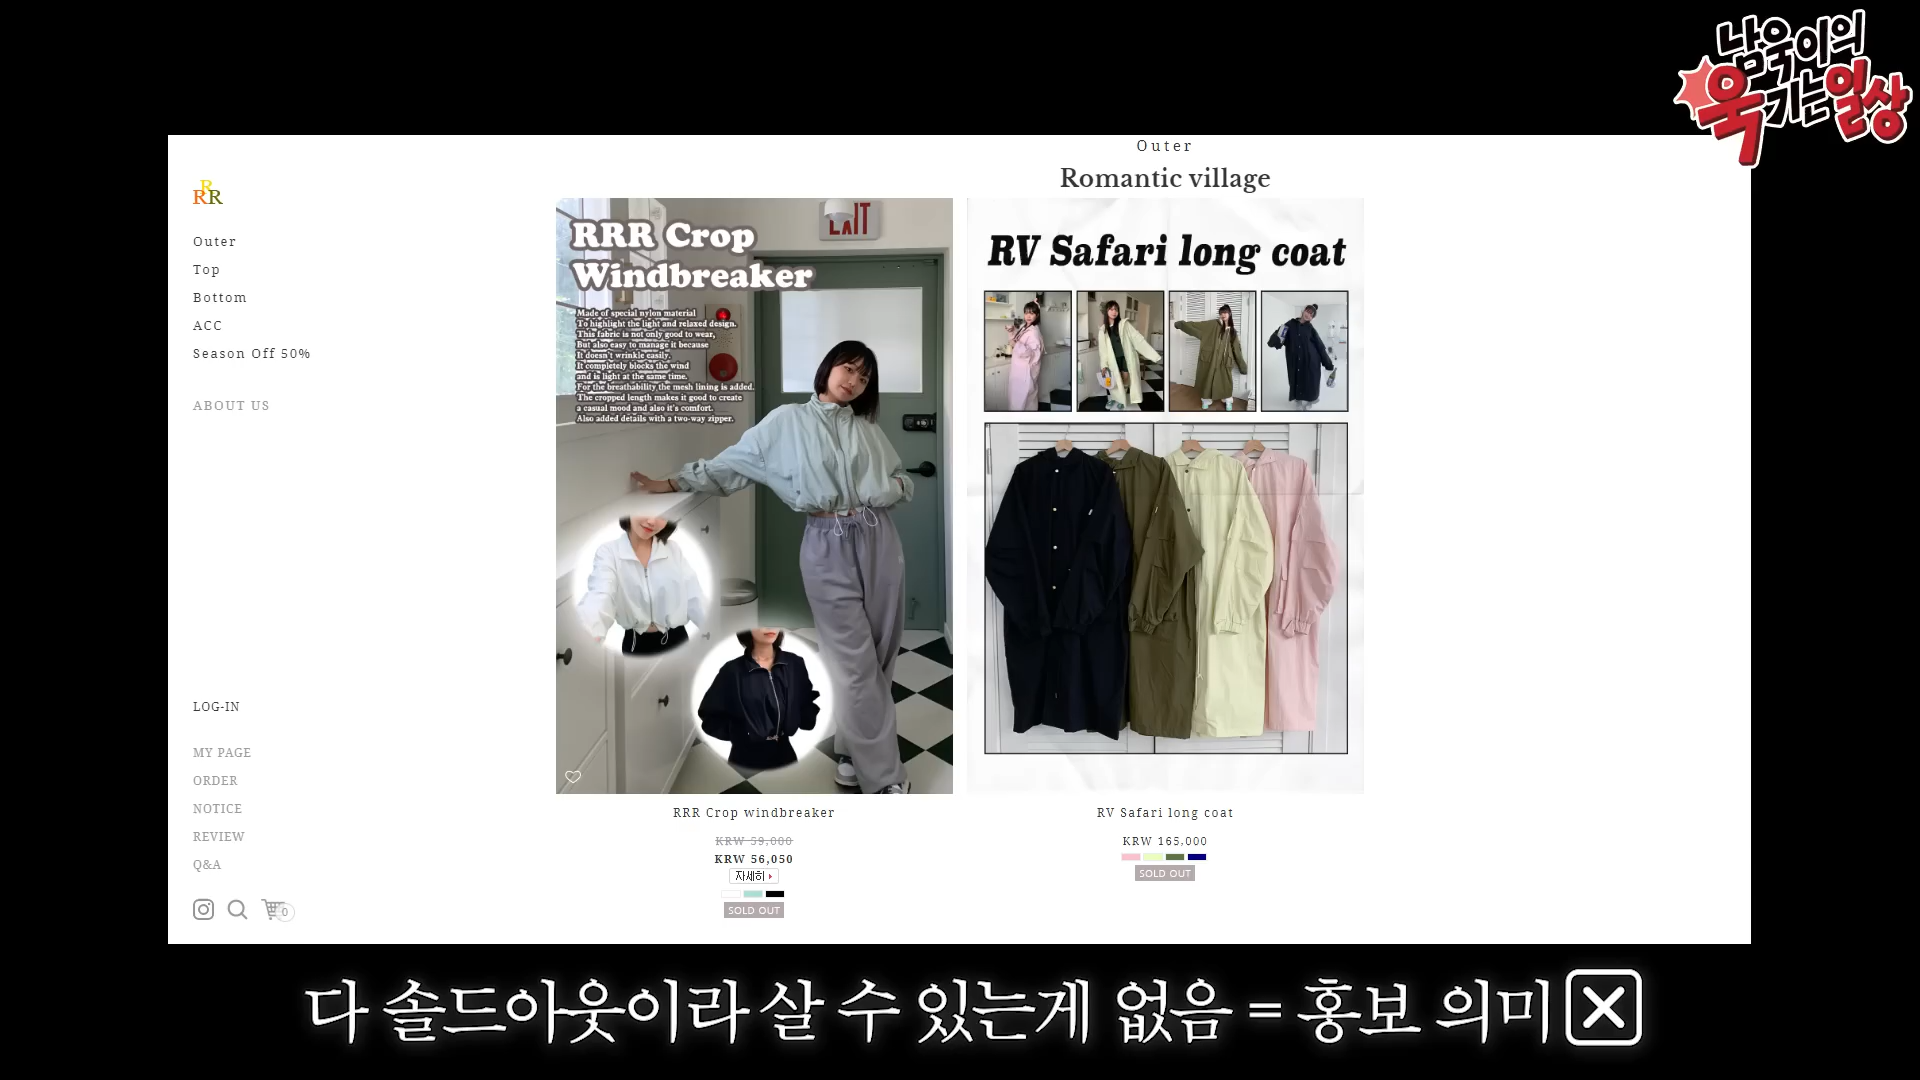 남욱이의
욱기는일상
Outer
Romantic village
RRR
Outer
Top
Bottom
ACC
Season Off 50%
ABOUT US
LOG-IN
MY PAGE
ORDER
NOTICE
REVIEW
Q&A
0
EXIT
RRR Crop
Windbreaker
Made of special nylon material
To highlight the light and relaxed design.
This fabric is not only good to wear,
But also easy to manage it because
It doesn't wrinkle easily.
It completely blocks the wind
and is light at the same time.
For the breathability the mesh lining is added.
The cropped length makes it good to create
a casual mood and also it's comfort.
Also added details with a two-way zipper.
RRR Crop windbreaker
KRW 59,000
KRW 56,050
자세히
SOLD OUT
RV Safari long coat
RV Safari long coat
KRW 165,000
SOLD OUT
다 솔드아웃이라 살 수 있는게 없음 = 홍보 의미 X